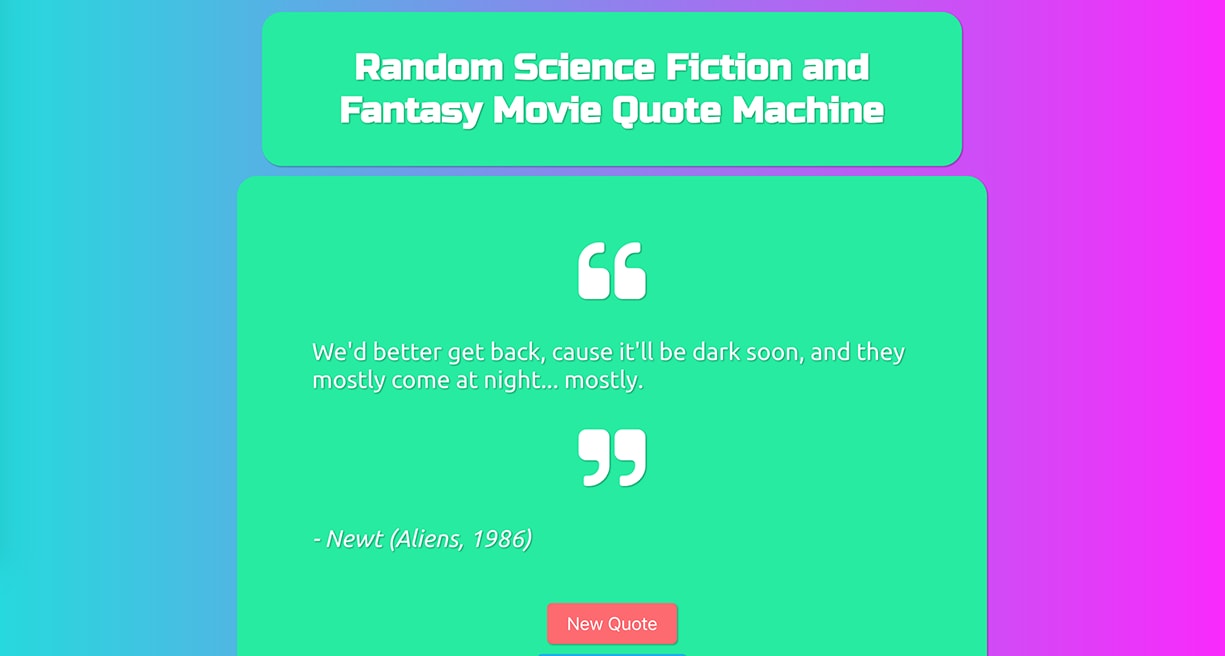 Random Science Fiction and
Fantasy Movie Quote Machine
“
We'd better get back, cause it'll be dark soon, and they
mostly come at night... mostly.
”
- Newt (Aliens, 1986)
New Quote